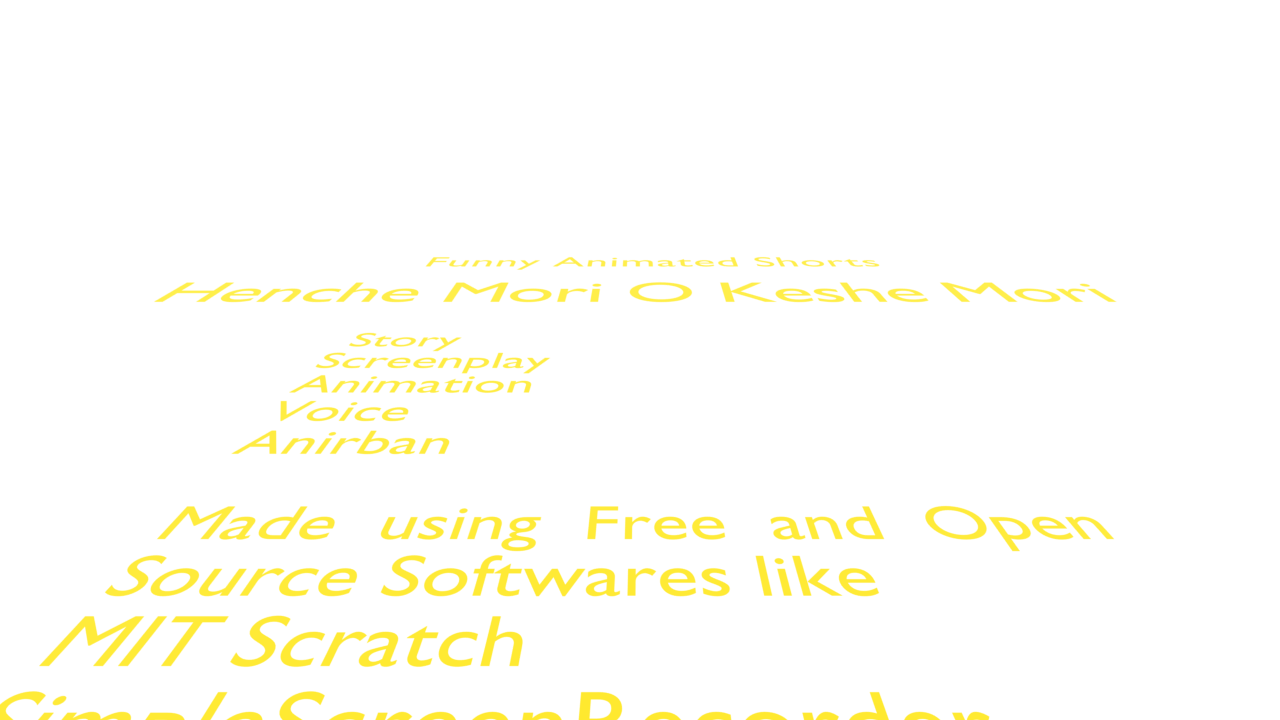 Funny Animated Shorts
Henche Mori O Keshe Mori
Story
Screenplay
Animation
Voice
Anirban
Made using Free and Open
Source Softwares like
MIT Scratch
SimpleScreenRecorder